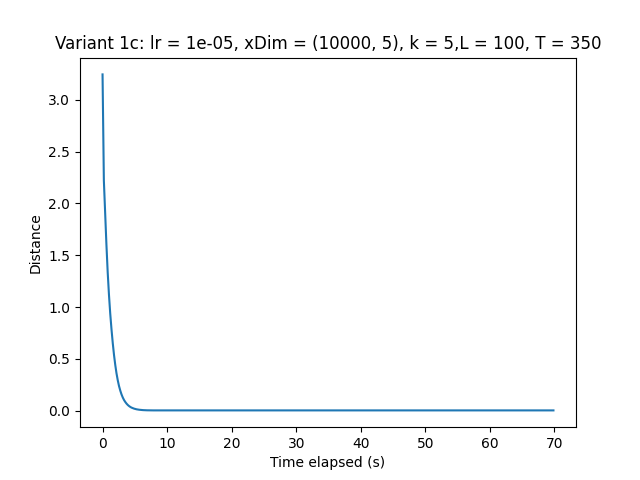 Variant 1c: lr = 1e-05, xDim = (10000, 5), k = 5,L = 100, T = 350
3.0
2.5
2.0
1.5
1.0
0.5
0.0
Distance
0 10 20 30 40 50 60 70
Time elapsed (s)